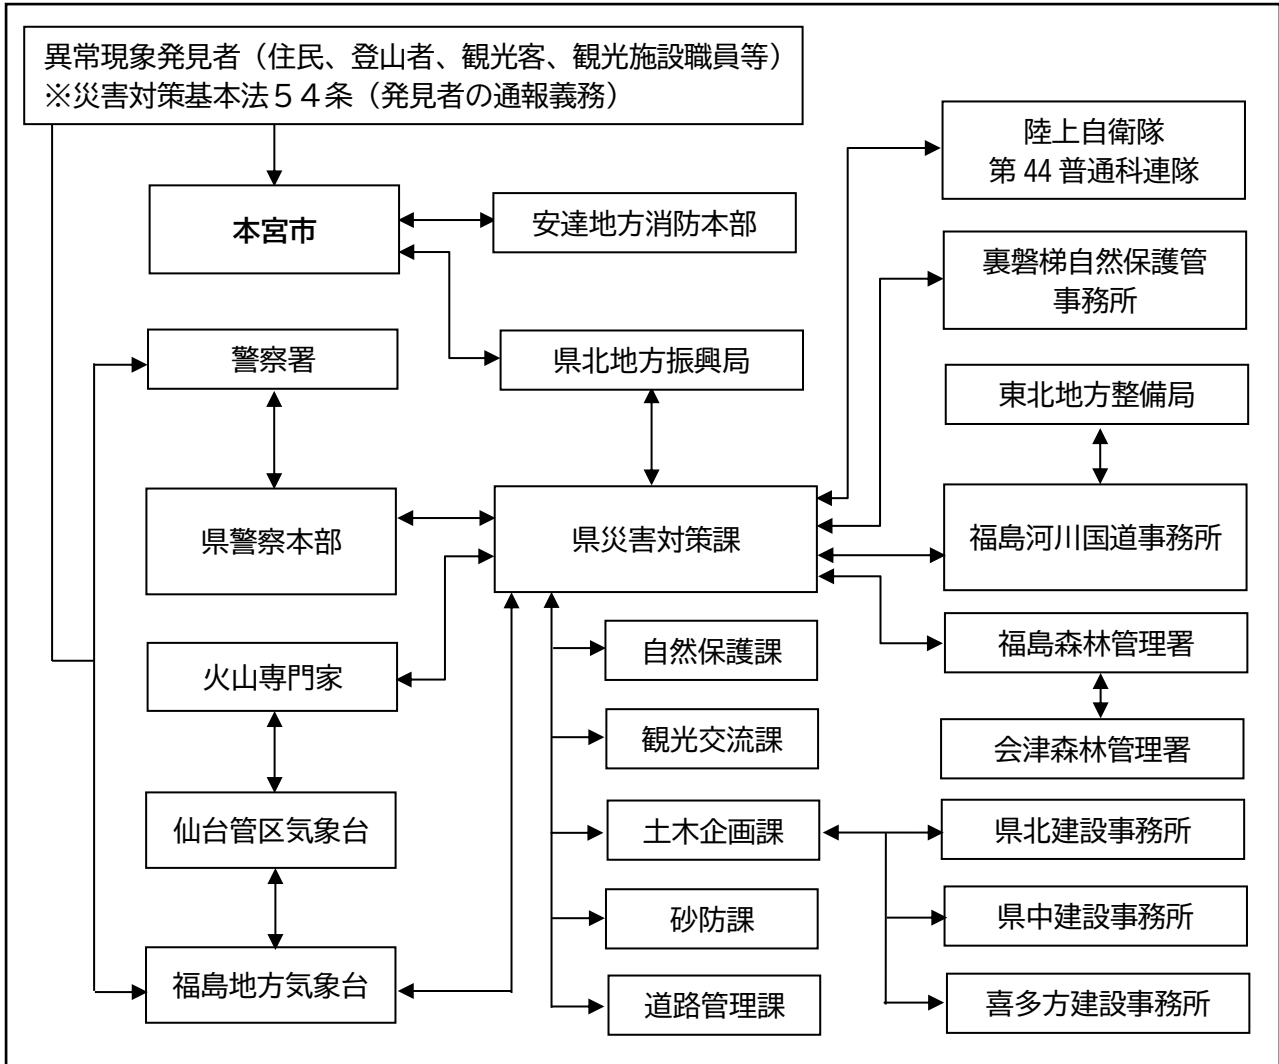 異常現象発見者（住民、登山者、観光客、観光施設職員等）
※災害対策基本法５４条（発見者の通報義務）
本宮市
安達地方消防本部
陸上自衛隊
第 44 普通科連隊
裏磐梯自然保護管
事務所
警察署
県北地方振興局
東北地方整備局
県警察本部
県災害対策課
福島河川国道事務所
火山専門家
自然保護課
福島森林管理署
観光交流課
会津森林管理署
仙台管区気象台
土木企画課
県北建設事務所
砂防課
県中建設事務所
福島地方気象台
道路管理課
喜多方建設事務所